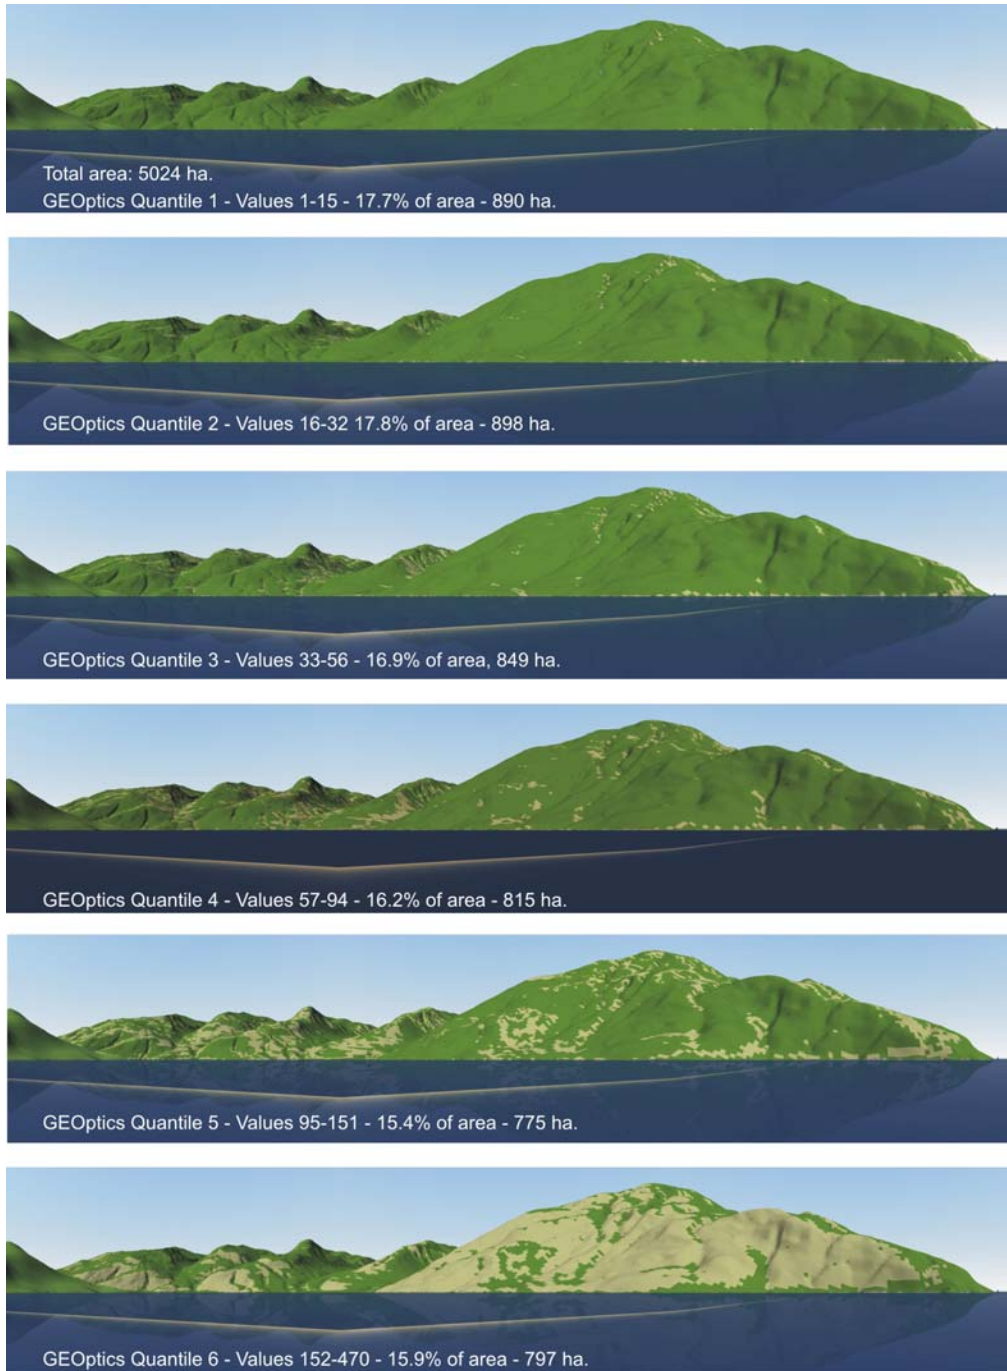 Total area: 5024 ha.
GEOptics Quantile 1 - Values 1-15 - 17.7% of area - 890 ha.
GEOptics Quantile 2 - Values 16-32 17.8% of area - 898 ha.
GEOptics Quantile 3 - Values 33-56 - 16.9% of area, 849 ha.
GEOptics Quantile 4 - Values 57-94 - 16.2% of area - 815 ha.
GEOptics Quantile 5 - Values 95-151 - 15.4% of area - 775 ha.
GEOptics Quantile 6 - Values 152-470 - 15.9% of area - 797 ha.